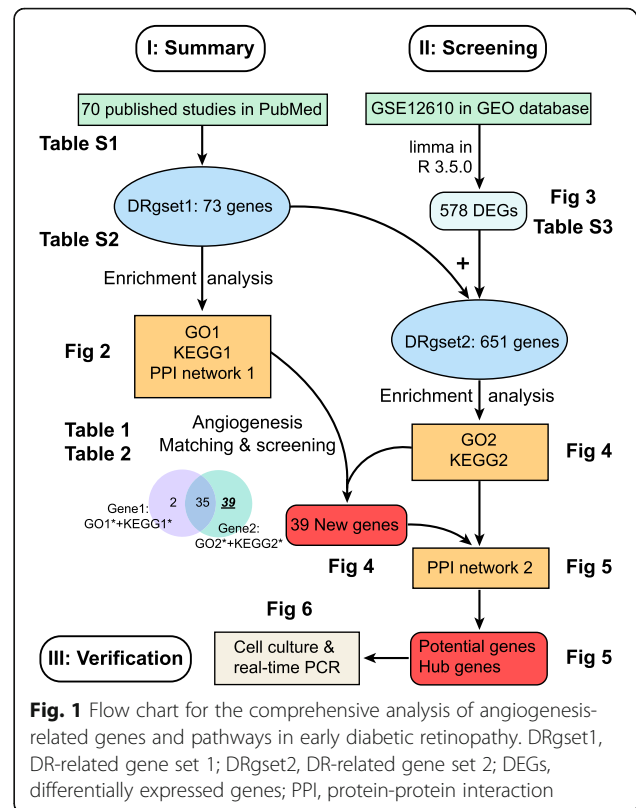 I: Summary
II: Screening
70 published studies in PubMed
GSE12610 in GEO database
Table S1
limma in
R 3.5.0
DRgset1: 73 genes
578 DEGs
Fig 3
Table S3
Table S2
+
Enrichment analysis
DRgset2: 651 genes
GO1
KEGG1
PPI network 1
Fig 2
Enrichment analysis
Angiogenesis
Matching & screening
Table 1
Table 2
GO2
KEGG2
Fig 4
2 35 39
Gene1:
GO1*+KEGG1*
Gene2:
GO2*+KEGG2*
39 New genes
Fig 4
PPI network 2
Fig 5
Fig 6
III: Verification
Cell culture &
real-time PCR
Potential genes
Hub genes
Fig 5
Fig. 1 Flow chart for the comprehensive analysis of angiogenesis-
related genes and pathways in early diabetic retinopathy. DRgset1,
DR-related gene set 1; DRgset2, DR-related gene set 2; DEGs,
differentially expressed genes; PPI, protein-protein interaction